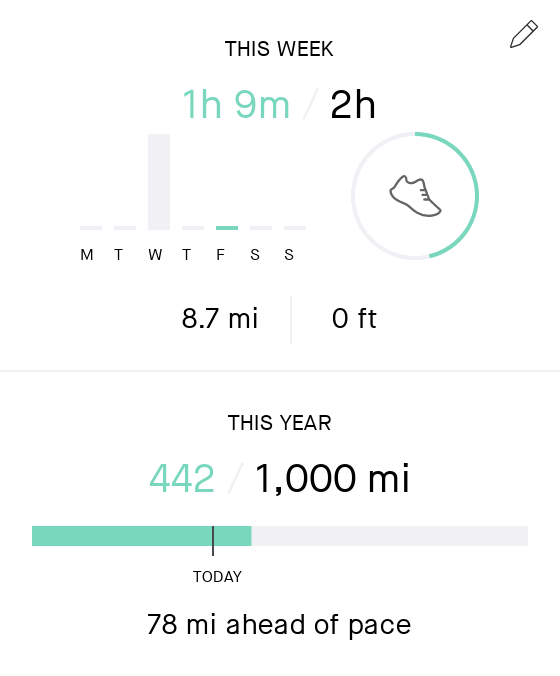 THIS WEEK
1h 9m / 2h
M T W T F S S
8.7 mi 0 ft
THIS YEAR
442 / 1,000 mi
TODAY
78 mi ahead of pace